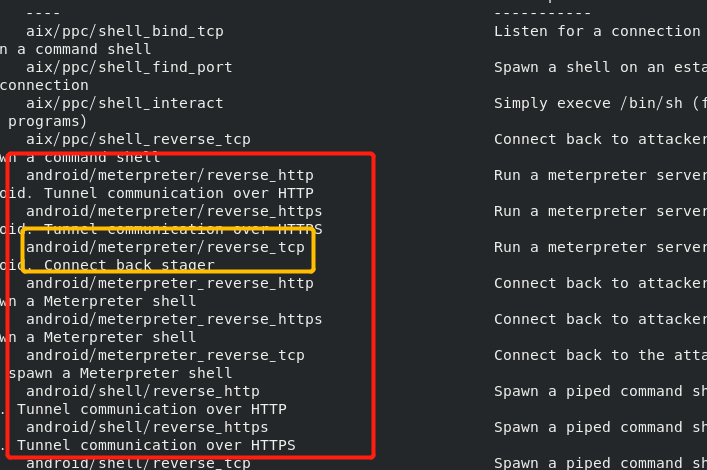 ---- -----------
aix/ppc/shell_bind_tcp Listen for a connection
n a command shell
aix/ppc/shell_find_port Spawn a shell on an esta
connection
aix/ppc/shell_interact Simply execve /bin/sh (f
programs)
aix/ppc/shell_reverse_tcp Connect back to attacker
wn a command shell
android/meterpreter/reverse_http Run a meterpreter server
oid. Tunnel communication over HTTP
android/meterpreter/reverse_https Run a meterpreter server
oid. Tunnel communication over HTTPS
android/meterpreter/reverse_tcp Run a meterpreter server
oid. Connect back stager
android/meterpreter_reverse_http Connect back to attacker
wn a Meterpreter shell
android/meterpreter_reverse_https Connect back to attacker
wn a Meterpreter shell
android/meterpreter_reverse_tcp Connect back to the atta
spawn a Meterpreter shell
android/shell/reverse_http Spawn a piped command sh
. Tunnel communication over HTTP
android/shell/reverse_https Spawn a piped command sh
. Tunnel communication over HTTPS
android/shell/reverse_tcp Spawn a piped command sh